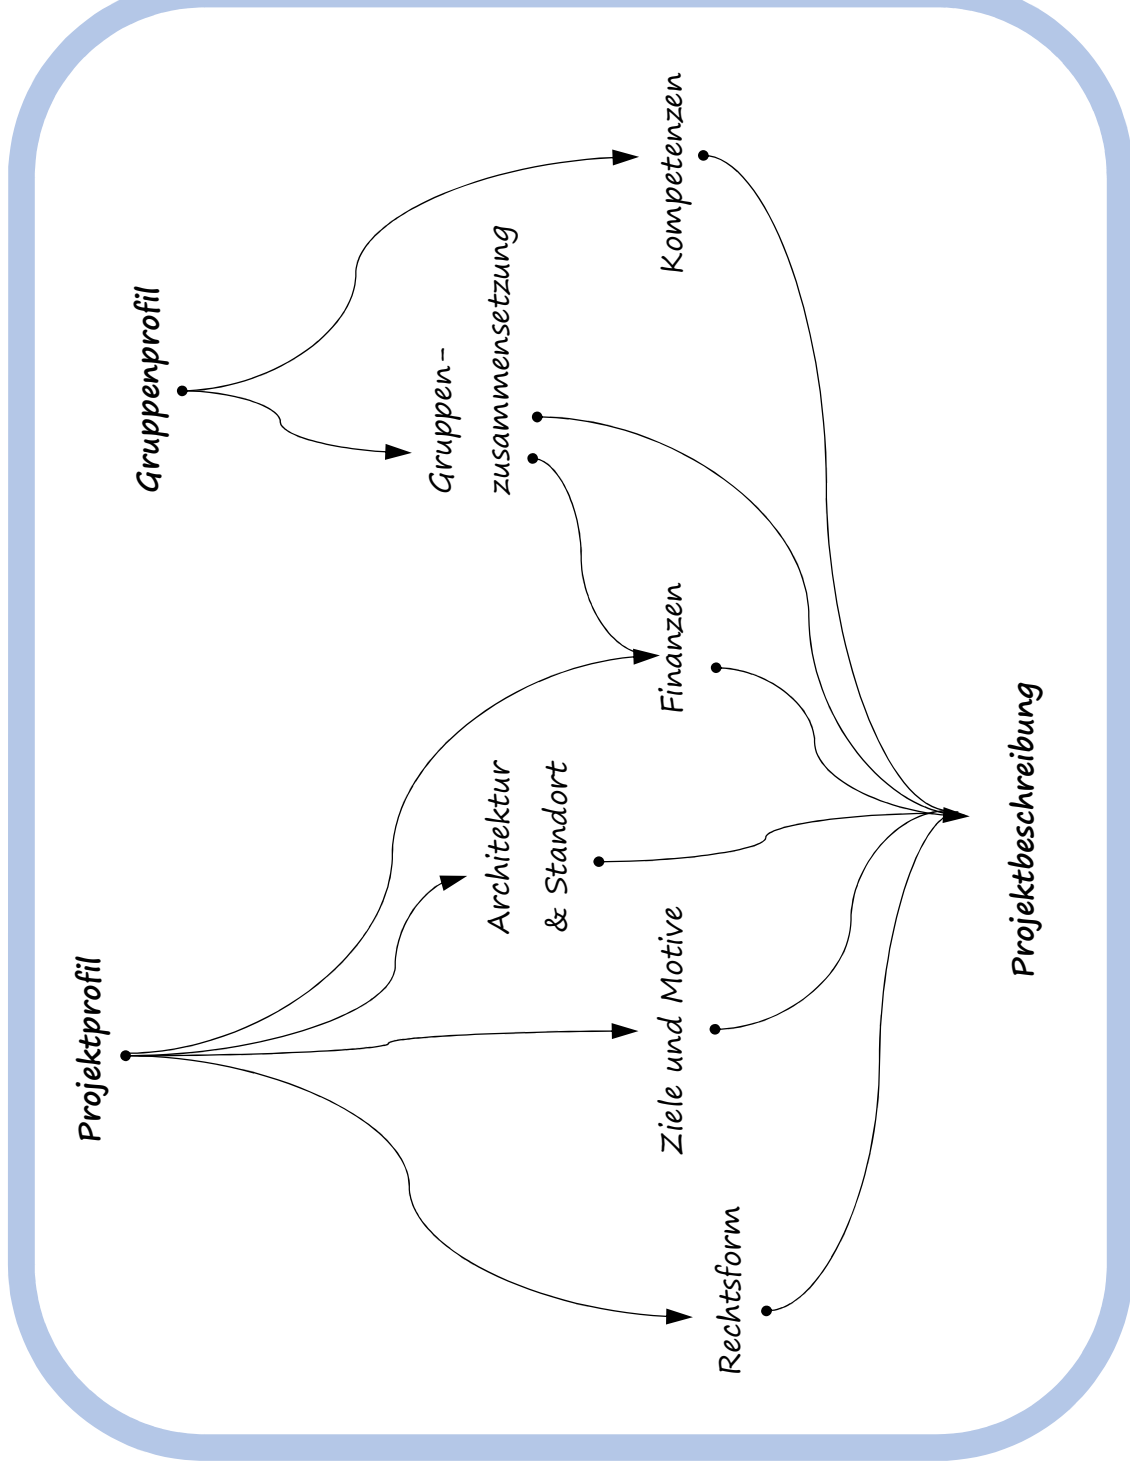 Projektprofil
Gruppenprofil
Rechtsform
Ziele und Motive
Architektur
& Standort
Finanzen
Gruppen-
zusammensetzung
Kompetenzen
Projektbeschreibung